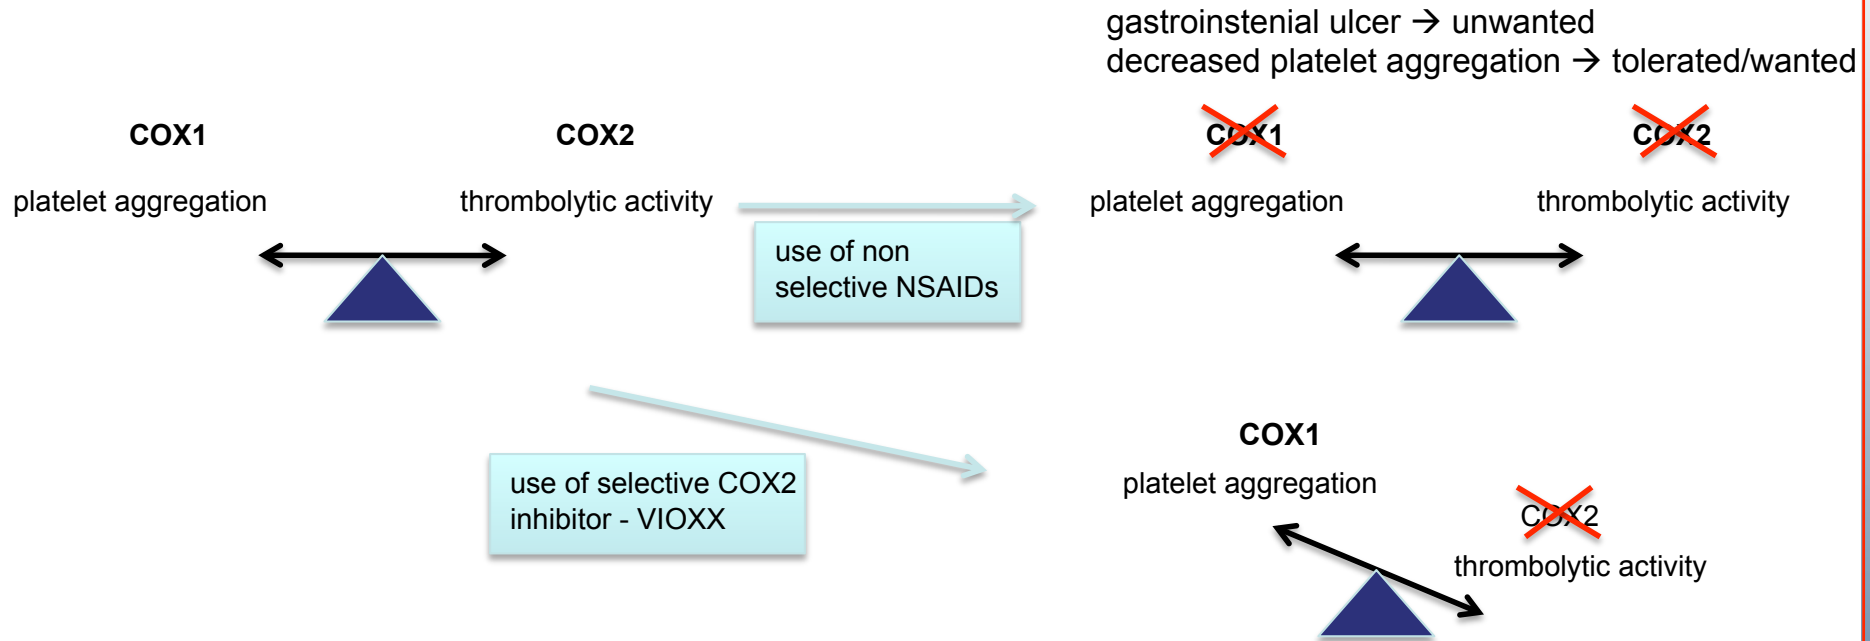 gastroinstenial ulcer → unwanted
decreased platelet aggregation → tolerated/wanted
COX1
COX2
platelet aggregation
thrombolytic activity
use of non
selective NSAIDs
COX1
COX2
platelet aggregation
thrombolytic activity
use of selective COX2
inhibitor - VIOXX
COX1
platelet aggregation
COX2
thrombolytic activity